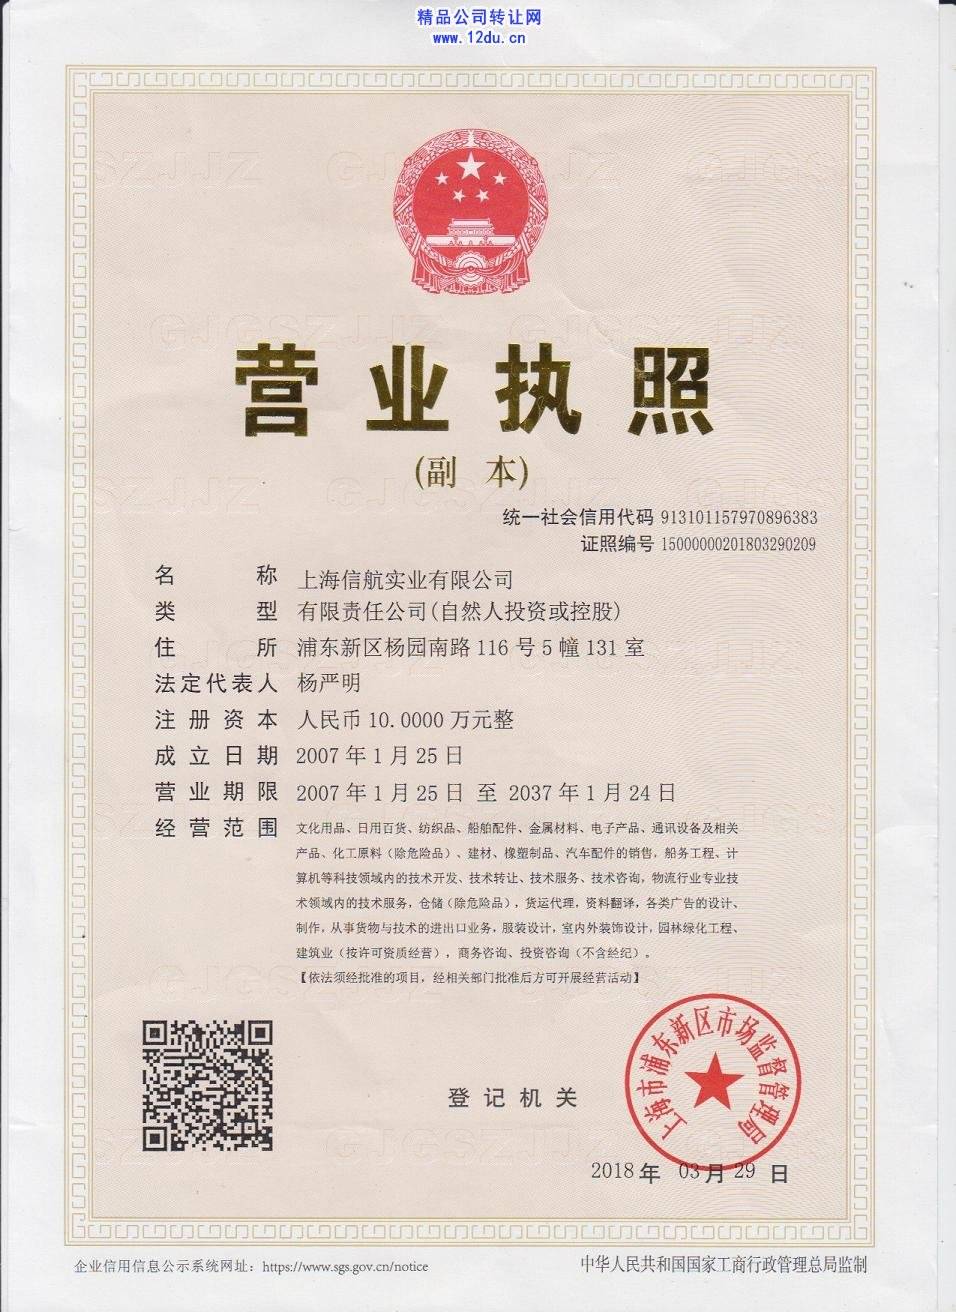 精品公司转让网
www.12du.cn
营业执照
(副 本)
统一社会信用代码 913101157970896383
证照编号 15000000201803290209
名 称 上海信航实业有限公司
类 型 有限责任公司(自然人投资或控股)
住 所 浦东新区杨园南路116号5幢131室
法定代表人 杨严明
注册资本 人民币10.0000万元整
成立日期 2007年1月25日
营业期限 2007年1月25日 至 2037年1月24日
经营范围 文化用品、日用百货、纺织品、船舶配件、金属材料、电子产品、通讯设备及相关
产品、化工原料（除危险品）、建材、橡塑制品、汽车配件的销售，船务工程、计
算机等科技领域内的技术开发、技术转让、技术服务、技术咨询，物流行业专业技
术领域内的技术服务，仓储（除危险品），货运代理，资料翻译，各类广告的设计、
制作，从事货物与技术的进出口业务，服装设计，室内外装饰设计，园林绿化工程、
建筑业（按许可资质经营），商务咨询、投资咨询（不含经纪）。
【依法须经批准的项目，经相关部门批准后方可开展经营活动】
登记机关
上海市浦东新区市场监督管理局
2018年 03月29日
企业信用信息公示系统网址：https://www.sgs.gov.cn/notice
中华人民共和国国家工商行政管理总局监制